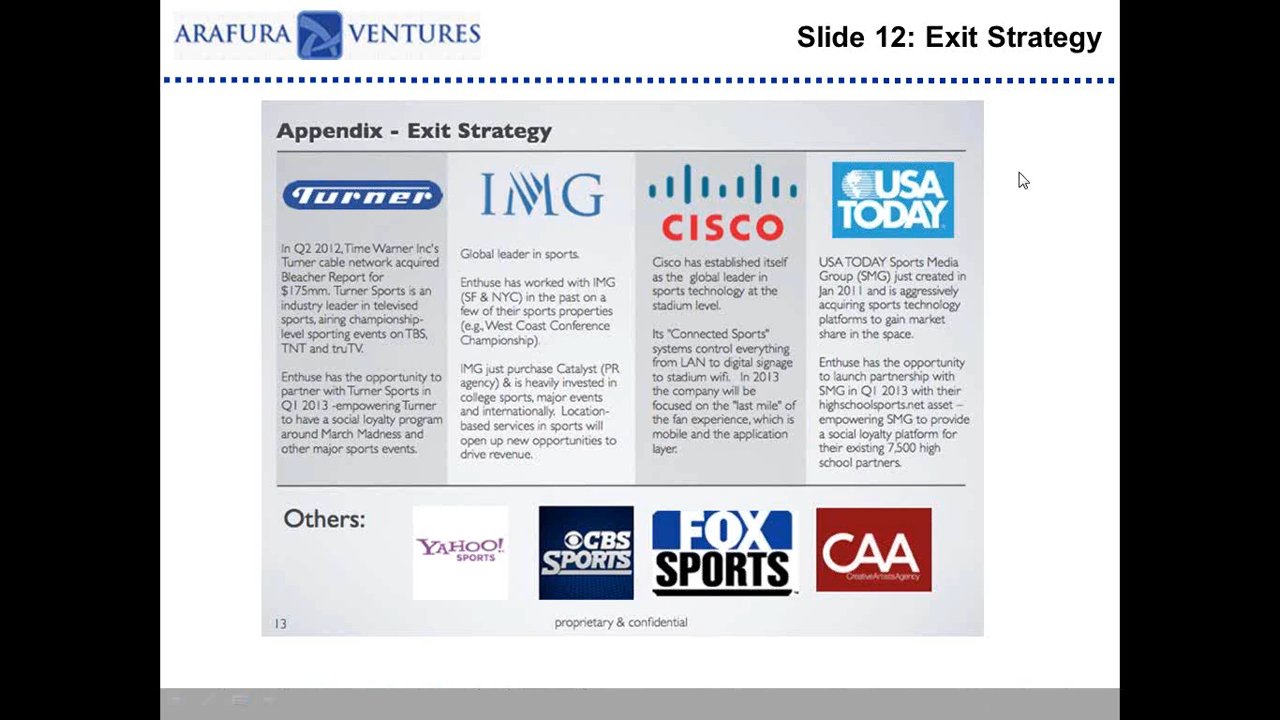 ARAFURA VENTURES
Slide 12: Exit Strategy
Appendix - Exit Strategy
Turner
In Q2 2012, Time Warner Inc's
Turner cable network acquired
Bleacher Report for
$175mm. Turner Sports is an
industry leader in televised
sports, airing championship-
level sporting events on TBS,
TNT and truTV.
Enthuse has the opportunity to
partner with Turner Sports in
Q1 2013 -empowering Turner
to have a social loyalty program
around March Madness and
other major sports events.
IMG
Global leader in sports.
Enthuse has worked with IMG
(SF & NYC) in the past on a
few of their sports properties
(e.g., West Coast Conference
Championship).
IMG just purchase Catalyst (PR
agency) & is heavily invested in
college sports, major events
and internationally. Location-
based services in sports will
open up new opportunities to
drive revenue.
CISCO
Cisco has established itself
as the global leader in
sports technology at the
stadium level.
Its "Connected Sports"
systems control everything
from LAN to digital signage
to stadium wifi. In 2013
the company will be
focused on the "last mile" of
the fan experience, which is
mobile and the application
layer.
USA
TODAY
USA TODAY Sports Media
Group (SMG) just created in
Jan 2011 and is aggressively
acquiring sports technology
platforms to gain market
share in the space.
Enthuse has the opportunity
to launch partnership with
SMG in Q1 2013 with their
highschoolsports.net asset –
empowering SMG to provide
a social loyalty platform for
their existing 7,500 high
school partners.
Others:
YAHOO!
SPORTS
CBS
SPORTS
FOX
SPORTS
CAA
CreativeArtistsAgency
13
proprietary & confidential